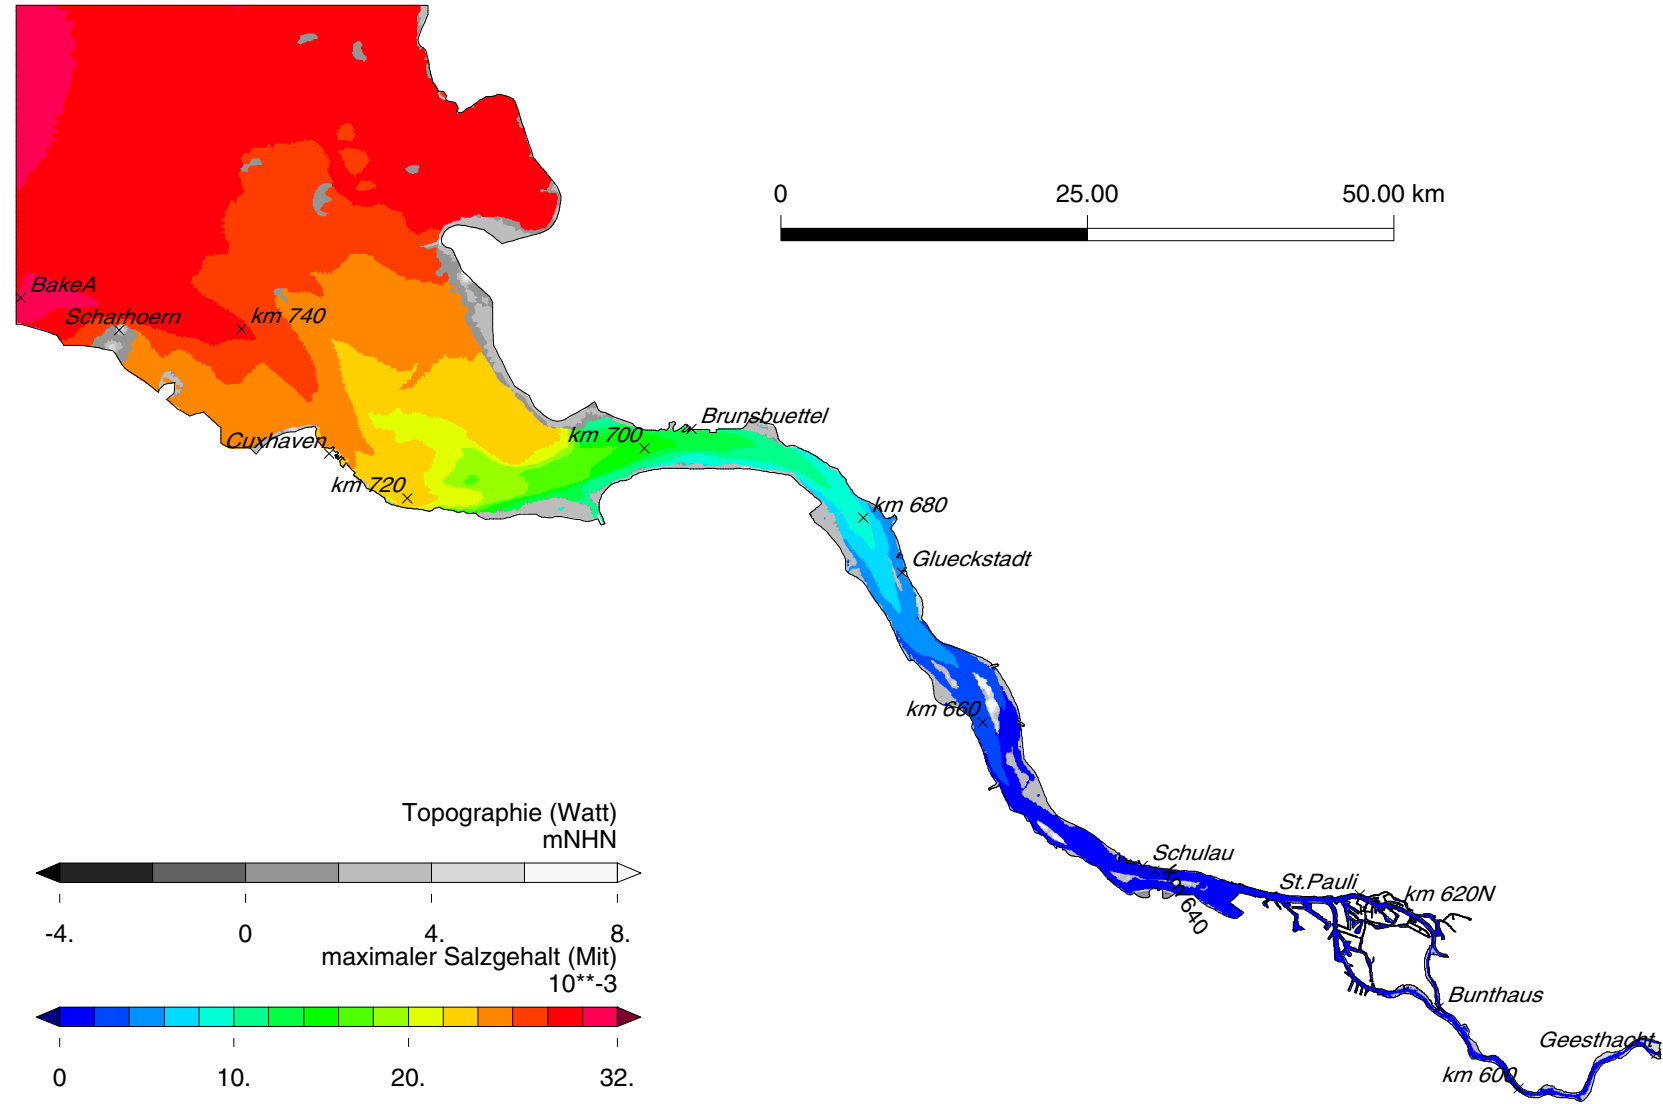 0 25.00 50.00 km
BakeA
Scharhoern
km 740
Brunsbuettel
km 700
Cuxhaven
km 720
km 680
Glueckstadt
km 660
Topographie (Watt)
mNHN
-4. 0 4. 8.
maximaler Salzgehalt (Mit)
10**-3
0 10. 20. 32.
Schulau
km 640
St.Pauli
km 620N
Bunthaus
Geesthacht
km 600